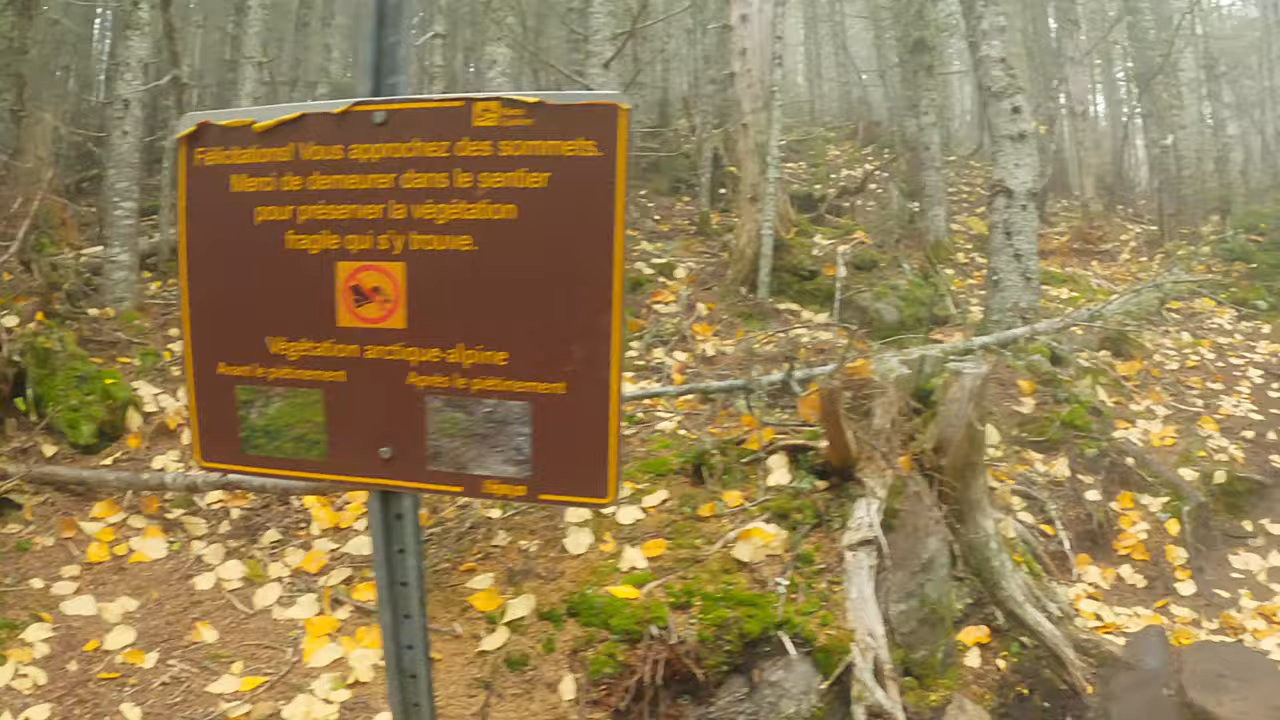 Félicitations! Vous approchez des sommets.
Merci de demeurer dans le sentier
pour préserver la végétation
fragile qui s'y trouve.
Végétation arctique-alpine
Avant le piétinement
Après le piétinement